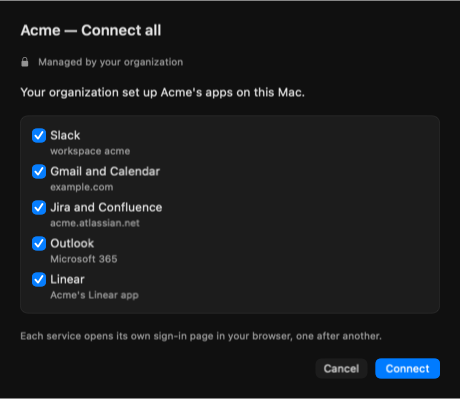 Acme — Connect all
Managed by your organization
Your organization set up Acme's apps on this Mac.
Slack
workspace acme
Gmail and Calendar
example.com
Jira and Confluence
acme.atlassian.net
Outlook
Microsoft 365
Linear
Acme's Linear app
Each service opens its own sign-in page in your browser, one after another.
Cancel
Connect